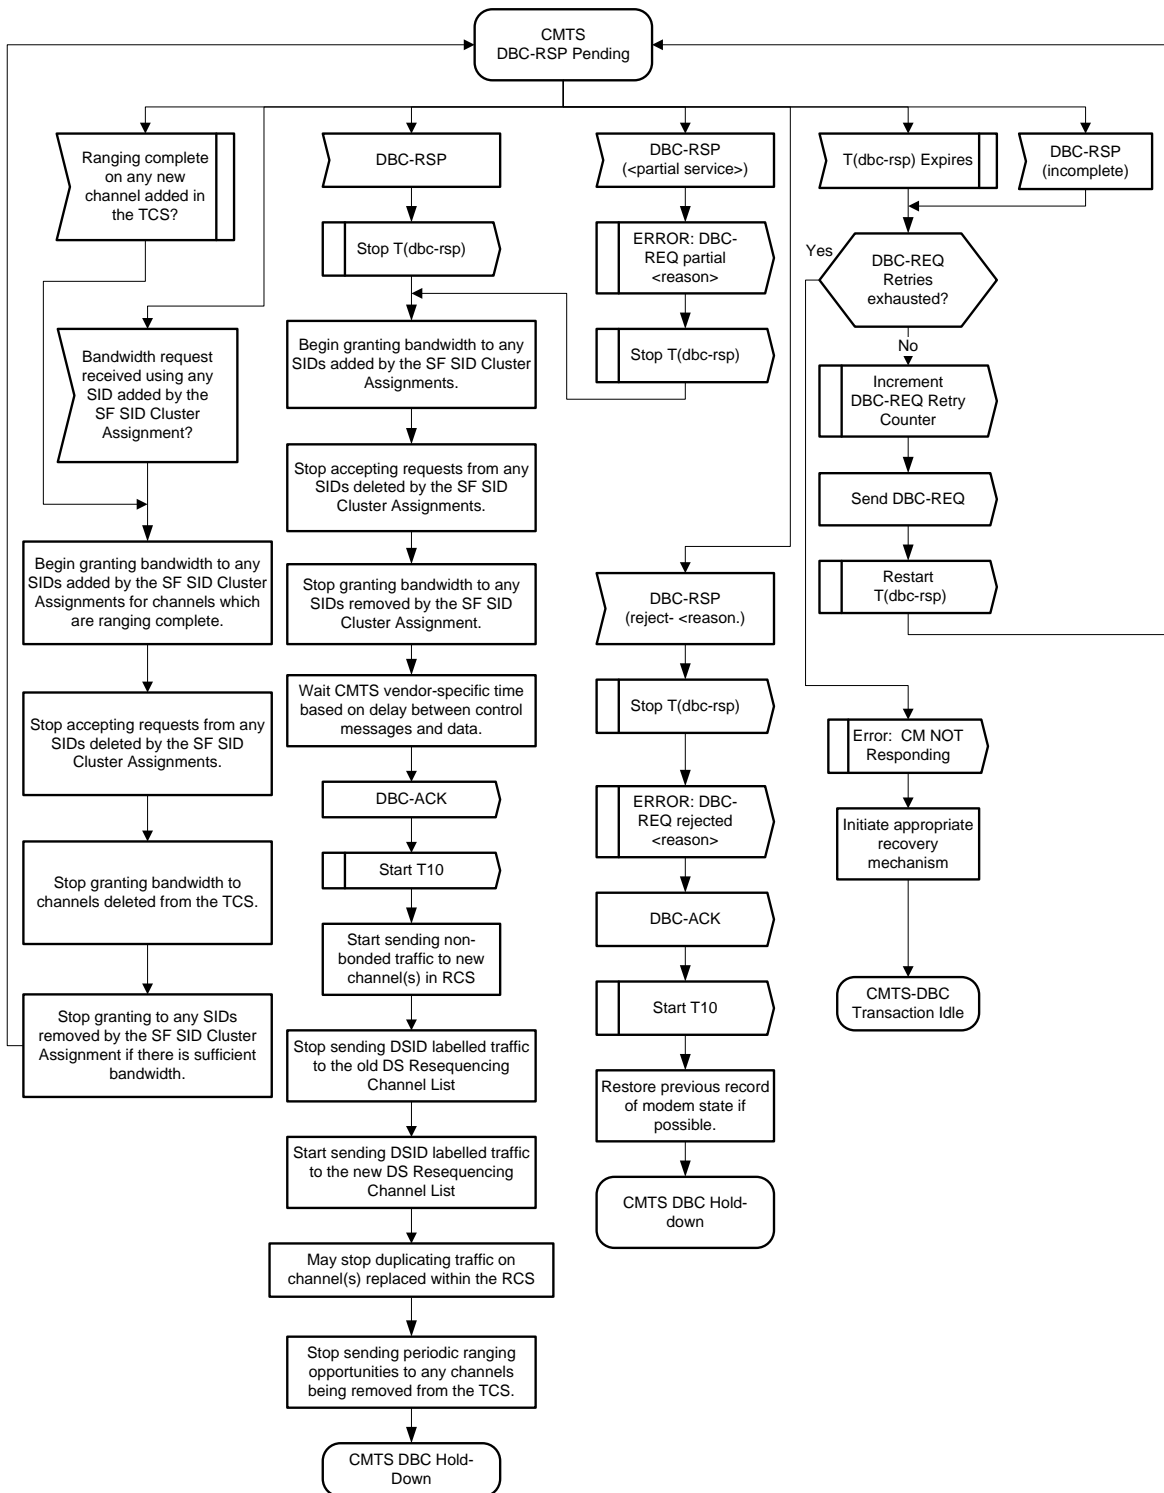 CMTS
DBC-RSP Pending
Ranging complete
on any new
channel added in
the TCS?
DBC-RSP
DBC-RSP
(<partial service>)
T(dbc-rsp) Expires
DBC-RSP
(incomplete)
Stop T(dbc-rsp)
ERROR: DBC-
REQ partial
<reason>
Yes
DBC-REQ
Retries
exhausted?
No
Bandwidth request
received using any
SID added by the
SF SID Cluster
Assignment?
Begin granting bandwidth to any
SIDs added by the SF SID Cluster
Assignments.
Stop T(dbc-rsp)
Increment
DBC-REQ Retry
Counter
Stop accepting requests from any
SIDs deleted by the SF SID
Cluster Assignments.
Send DBC-REQ
Begin granting bandwidth to any
SIDs added by the SF SID Cluster
Assignments for channels which
are ranging complete.
Stop granting bandwidth to any
SIDs removed by the SF SID
Cluster Assignment.
DBC-RSP
(reject- <reason.)
Restart
T(dbc-rsp)
Stop accepting requests from any
SIDs deleted by the SF SID
Cluster Assignments.
Wait CMTS vendor-specific time
based on delay between control
messages and data.
Stop T(dbc-rsp)
Error:  CM NOT
Responding
DBC-ACK
ERROR: DBC-
REQ rejected
<reason>
Initiate appropriate
recovery
mechanism
Start T10
Stop granting bandwidth to
channels deleted from the TCS.
Start sending non-
bonded traffic to new
channel(s) in RCS
DBC-ACK
Start T10
CMTS-DBC
Transaction Idle
Stop granting to any SIDs
removed by the SF SID Cluster
Assignment if there is sufficient
bandwidth.
Stop sending DSID labelled traffic
to the old DS Resequencing
Channel List
Restore previous record
of modem state if
possible.
Start sending DSID labelled traffic
to the new DS Resequencing
Channel List
CMTS DBC Hold-
down
May stop duplicating traffic on
channel(s) replaced within the RCS
Stop sending periodic ranging
opportunities to any channels
being removed from the TCS.
CMTS DBC Hold-
Down